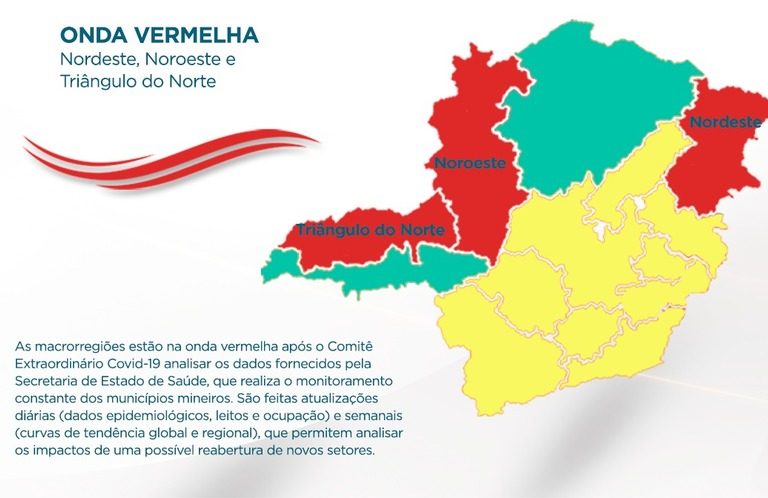 ONDA VERMELHA
Nordeste, Noroeste e
Triângulo do Norte
Nordeste
Noroeste
Triângulo do Norte
As macrorregiões estão na onda vermelha após o Comitê
Extraordinário Covid-19 analisar os dados fornecidos pela
Secretaria de Estado de Saúde, que realiza o monitoramento
constante dos municípios mineiros. São feitas atualizações
diárias (dados epidemiológicos, leitos e ocupação) e semanais
(curvas de tendência global e regional), que permitem analisar
os impactos de uma possível reabertura de novos setores.